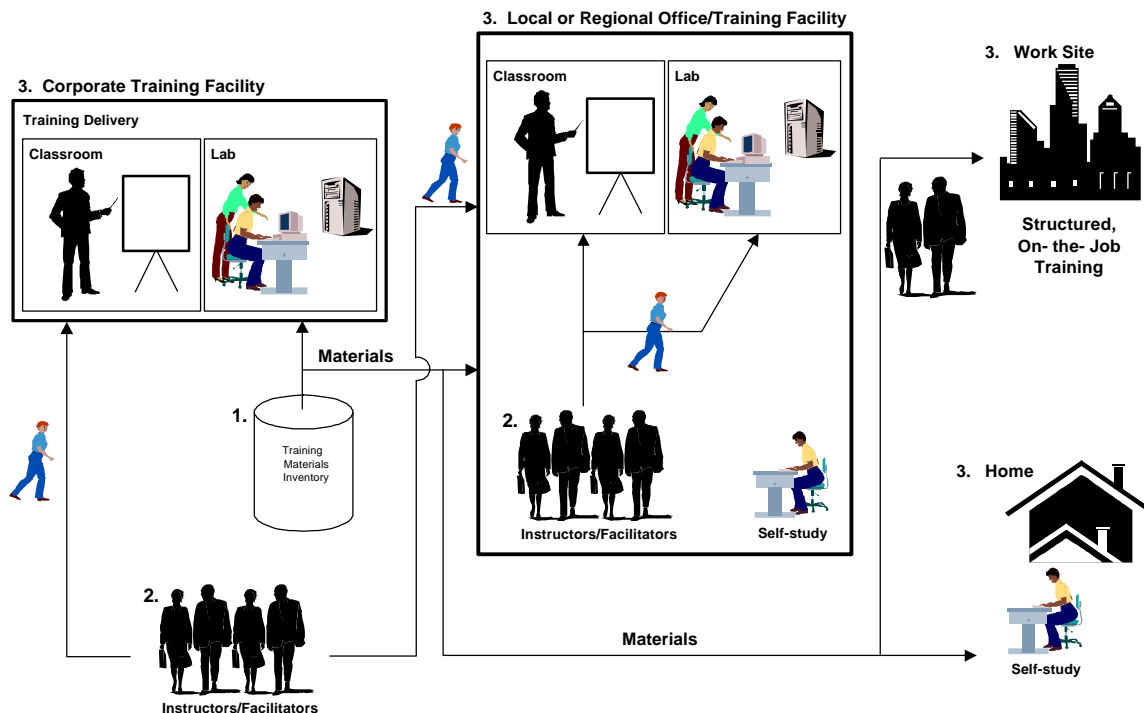 3. Local or Regional Office/Training Facility
Classroom
Lab
3. Work Site
3. Corporate Training Facility
Training Delivery
Classroom
Lab
Structured,
On- the- Job
Training
Materials
1.
Training
Materials
Inventory
2.
Instructors/Facilitators
Self-study
3. Home
2.
Instructors/Facilitators
Materials
Self-study